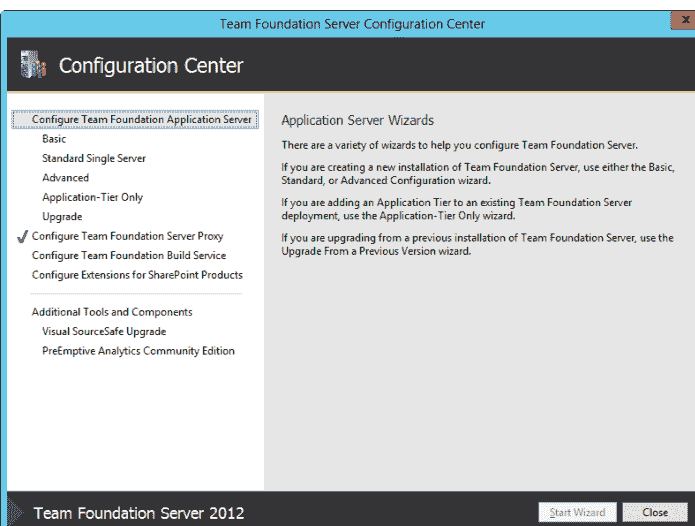 Team Foundation Server Configuration Center
x
Configuration Center
Configure Team Foundation Application Server
Basic
Standard Single Server
Advanced
Application-Tier Only
Upgrade
Configure Team Foundation Server Proxy
Configure Team Foundation Build Service
Configure Extensions for SharePoint Products
Additional Tools and Components
Visual SourceSafe Upgrade
PreEmptive Analytics Community Edition
Application Server Wizards
There are a variety of wizards to help you configure Team Foundation Server.
If you are creating a new installation of Team Foundation Server, use either the Basic,
Standard, or Advanced Configuration wizard.
If you are adding an Application Tier to an existing Team Foundation Server
deployment, use the Application-Tier Only wizard.
If you are upgrading from a previous installation of Team Foundation Server, use the
Upgrade From a Previous Version wizard.
Team Foundation Server 2012
Start Wizard
Close